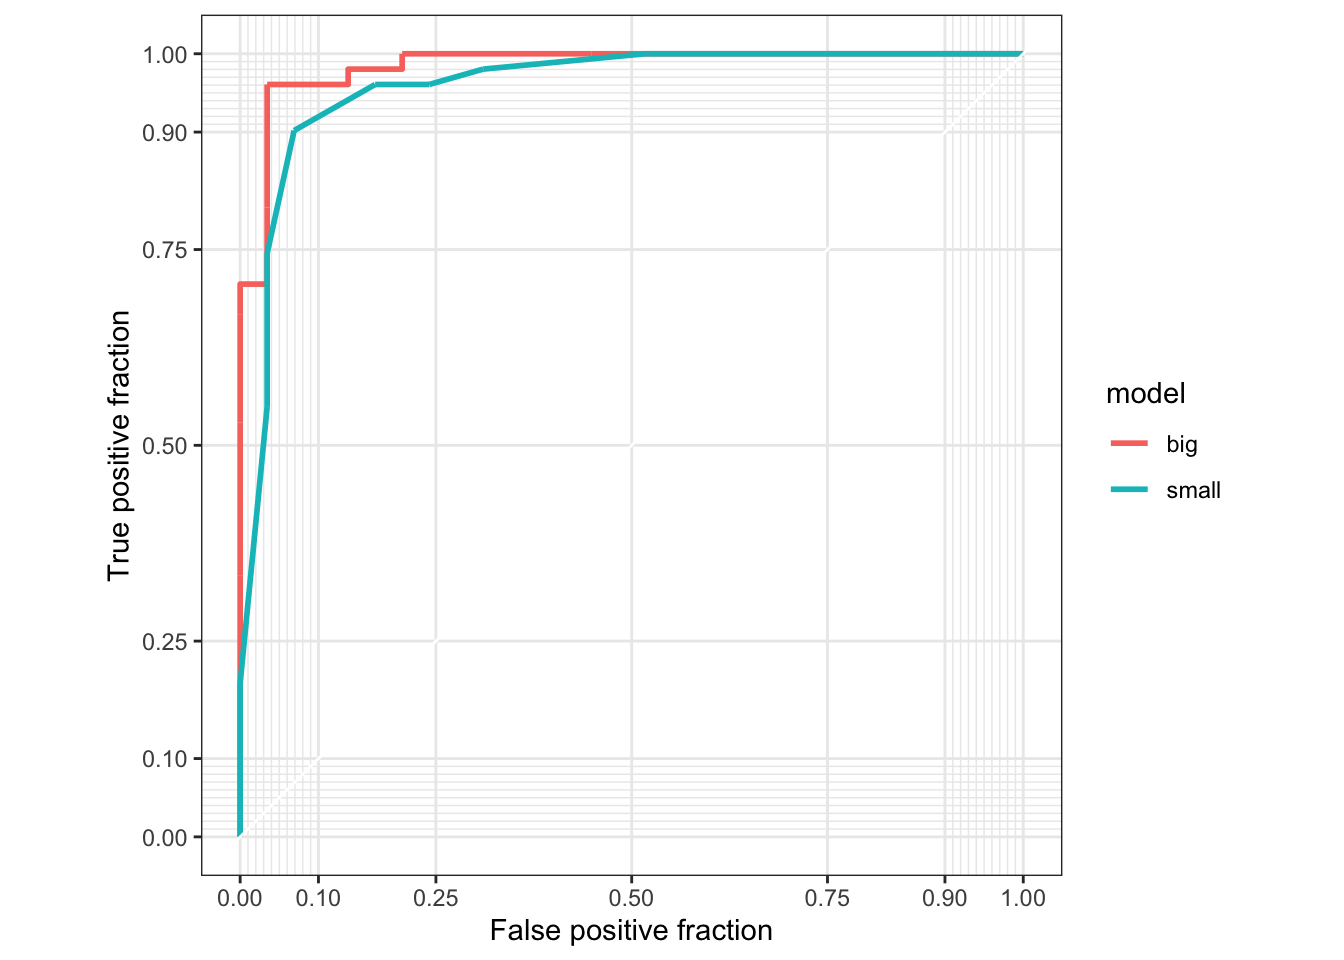 1.00
0.90
0.75
0.50
0.25
0.10
0.00
True positive fraction
0.00 0.10 0.25 0.50 0.75 0.90 1.00
False positive fraction
model
big
small